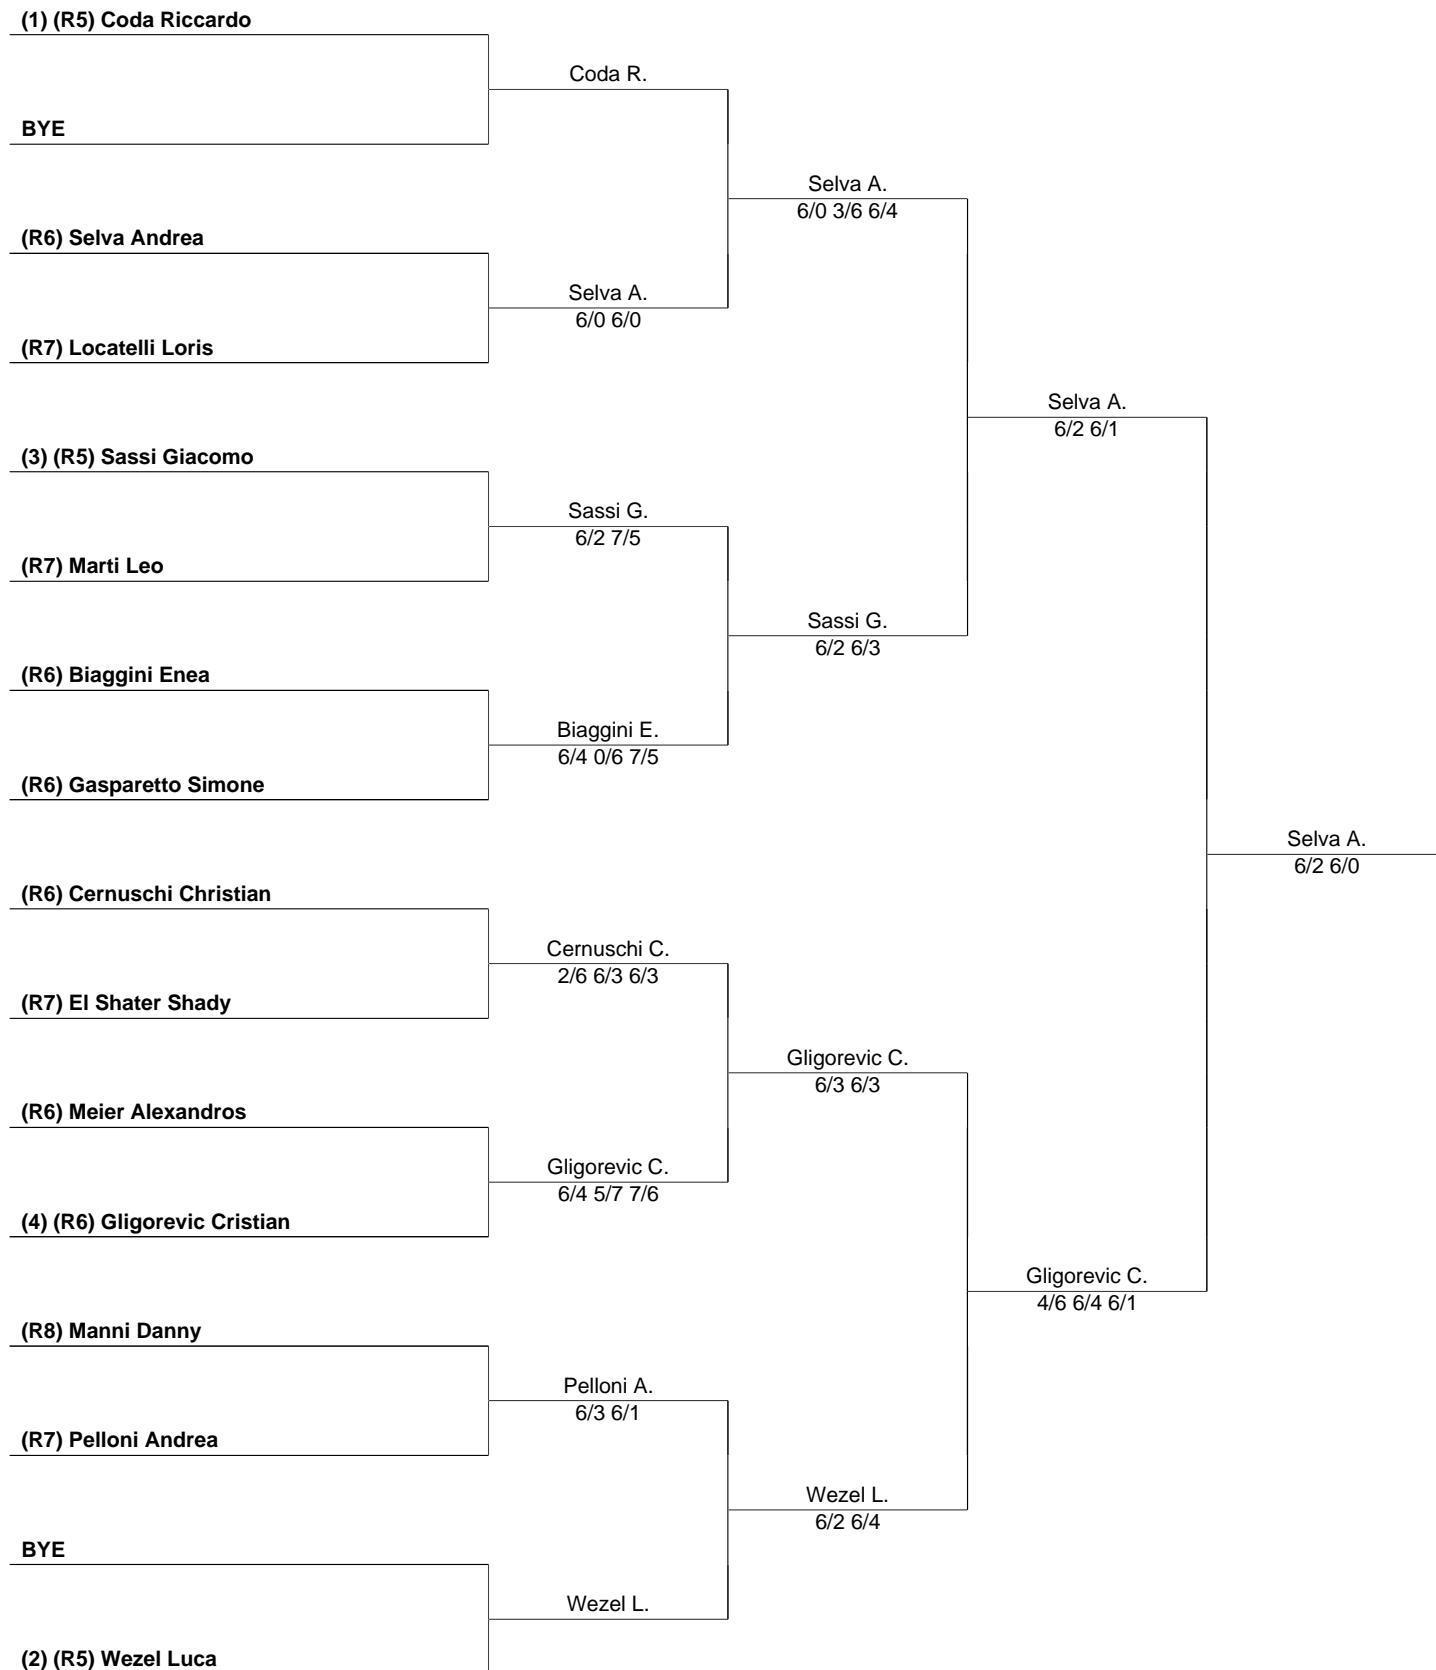 (1) (R5) Coda Riccardo
Coda R.
BYE
Selva A.
6/0 3/6 6/4
(R6) Selva Andrea
Selva A.
6/0 6/0
(R7) Locatelli Loris
Selva A.
6/2 6/1
(3) (R5) Sassi Giacomo
Sassi G.
6/2 7/5
(R7) Marti Leo
Sassi G.
6/2 6/3
(R6) Biaggini Enea
Biaggini E.
6/4 0/6 7/5
(R6) Gasparetto Simone
Selva A.
6/2 6/0
(R6) Cernuschi Christian
Cernuschi C.
2/6 6/3 6/3
(R7) El Shater Shady
Gligorevic C.
6/3 6/3
(R6) Meier Alexandros
Gligorevic C.
6/4 5/7 7/6
(4) (R6) Gligorevic Cristian
Gligorevic C.
4/6 6/4 6/1
(R8) Manni Danny
Pelloni A.
6/3 6/1
(R7) Pelloni Andrea
Wezel L.
6/2 6/4
BYE
Wezel L.
(2) (R5) Wezel Luca